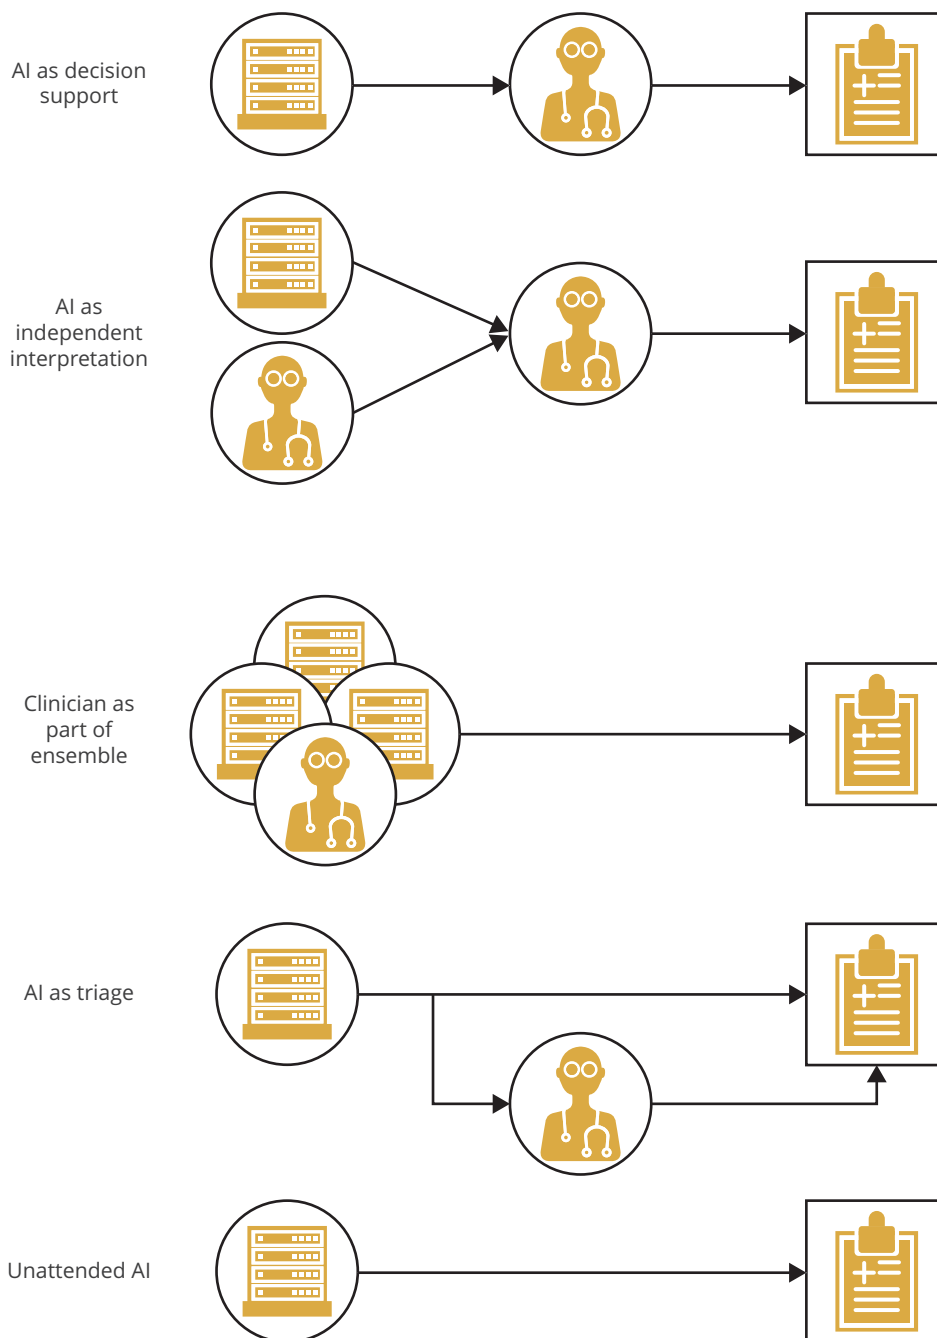 AI as decision
support
AI as
independent
interpretation
Clinician as
part of
ensemble
AI as triage
Unattended AI